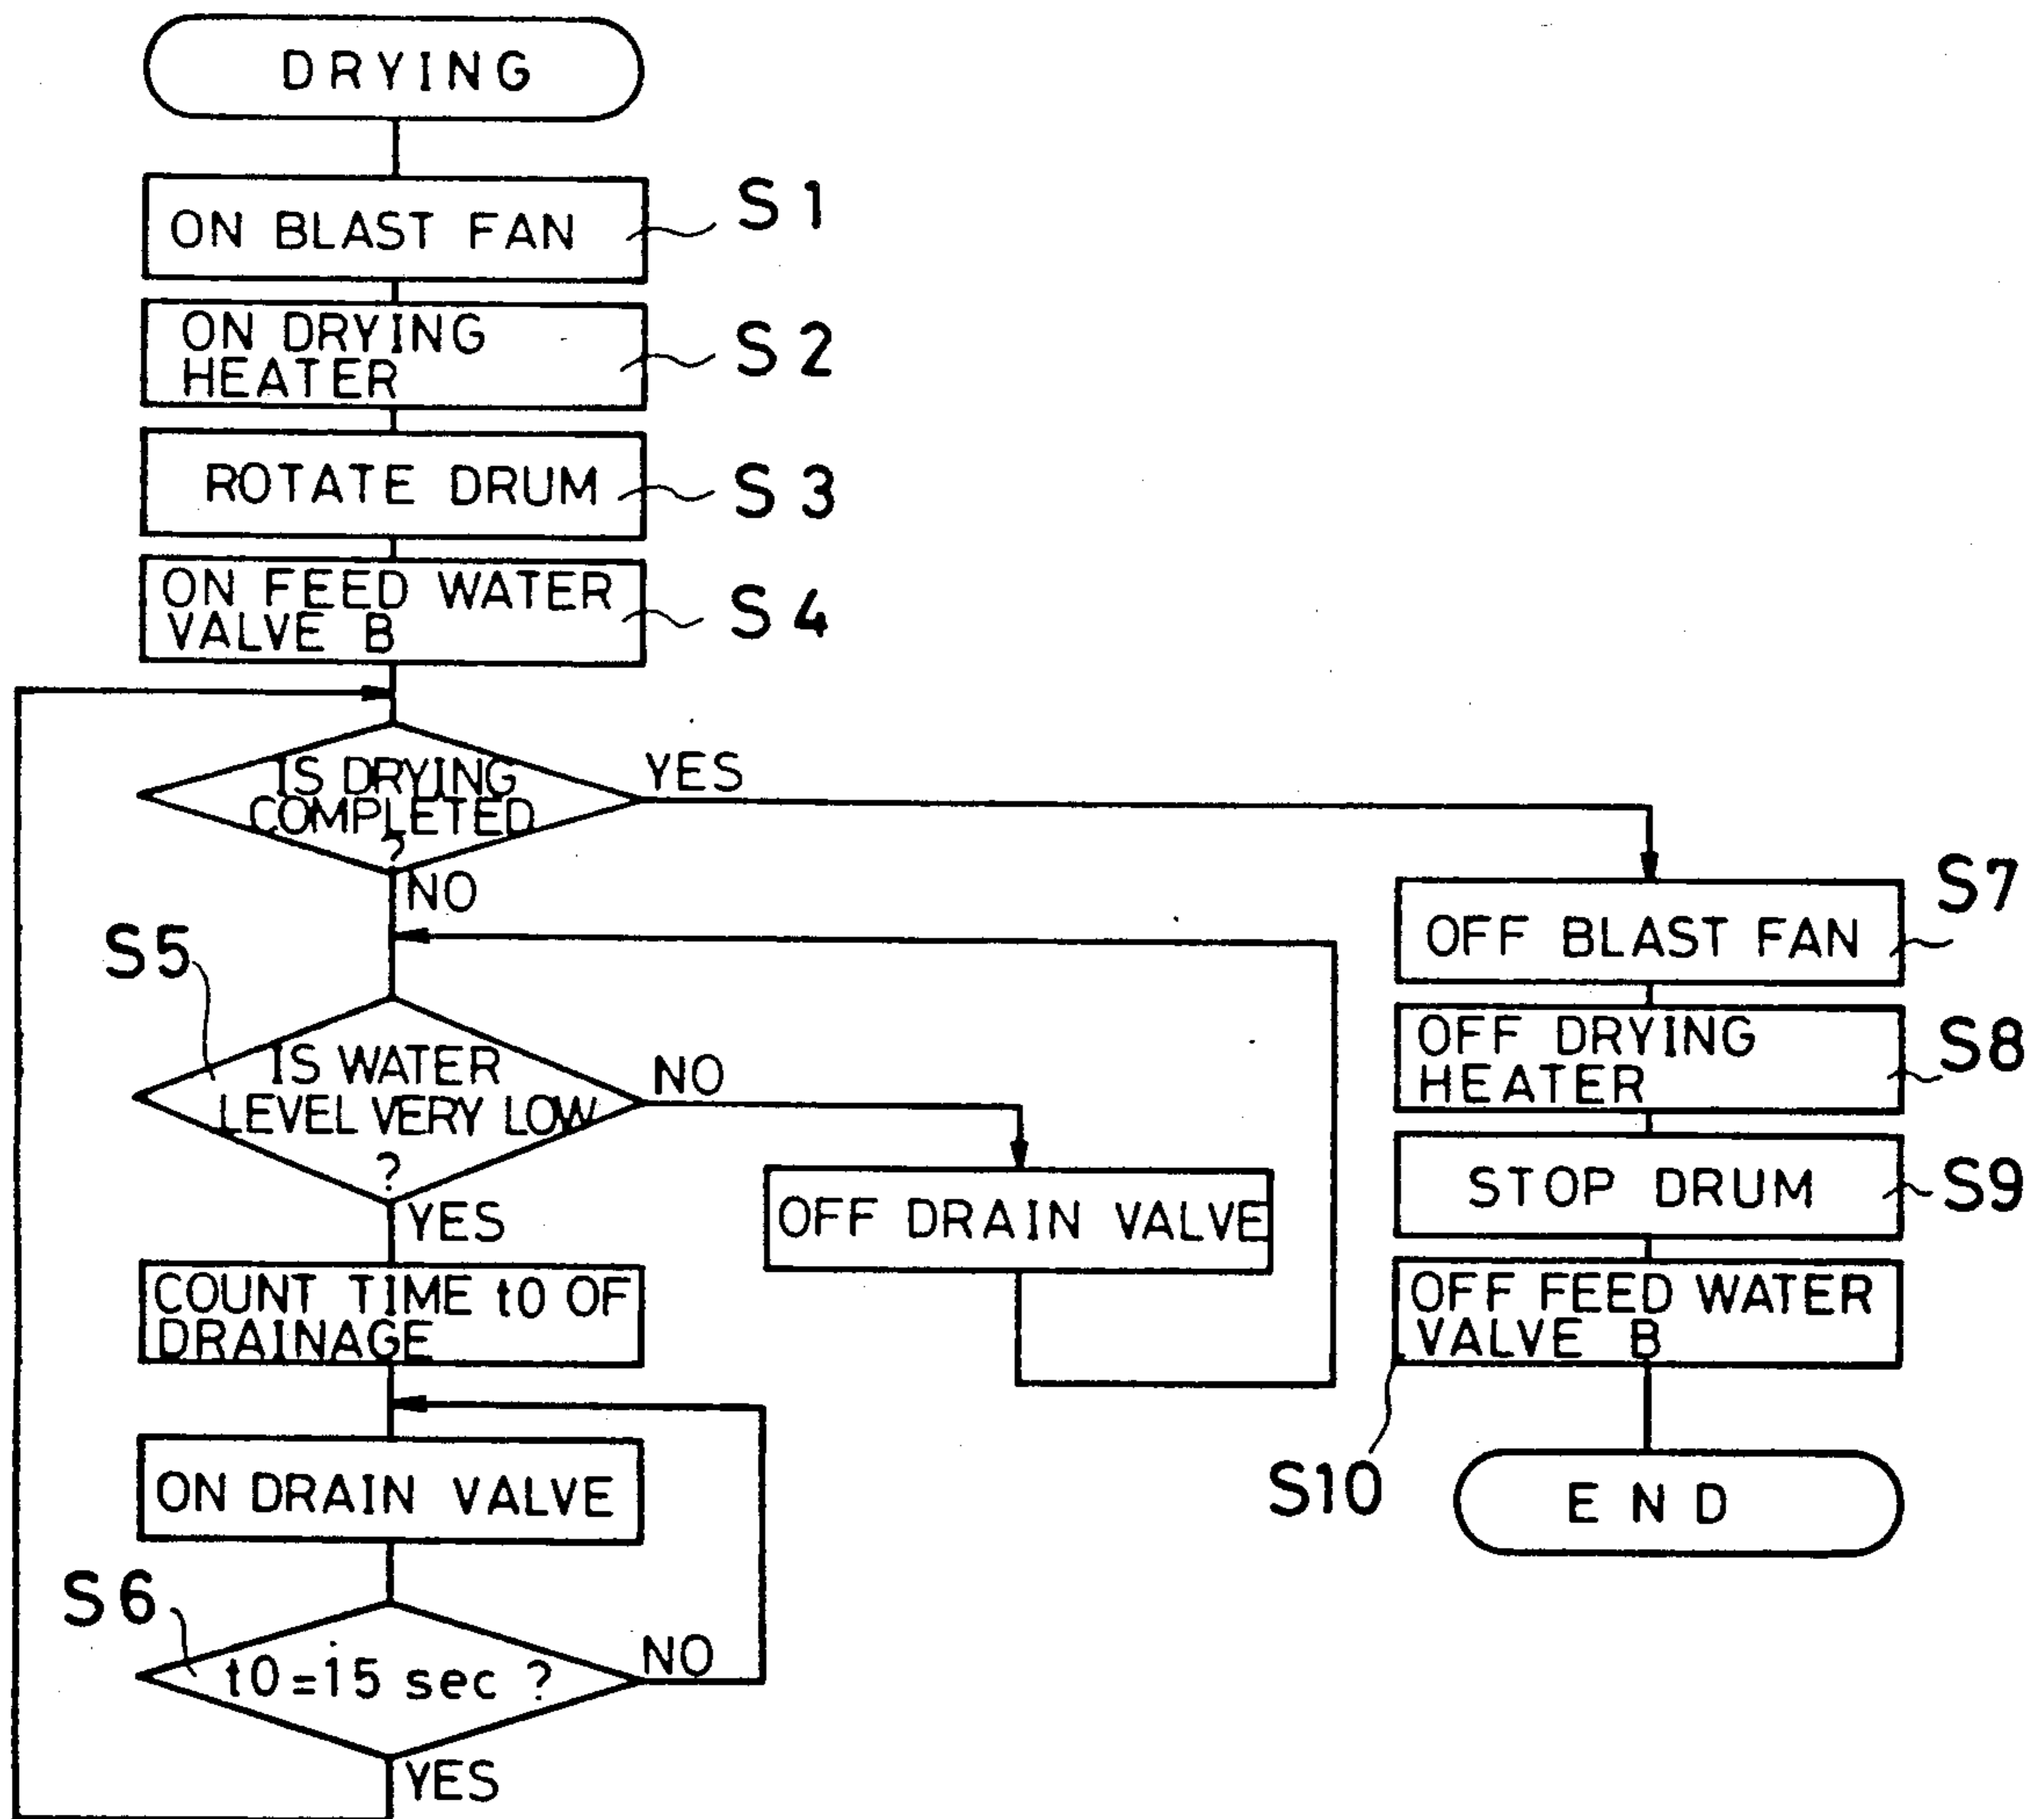 DRYING
ON BLAST FAN
S1
ON DRYING
HEATER
S2
ROTATE DRUM
S3
ON FEED WATER
VALVE B
S4
IS DRYING
COMPLETED
?
YES
NO
S5
IS WATER
LEVEL VERY LOW
?
NO
YES
OFF DRAIN VALVE
COUNT TIME t0 OF
DRAINAGE
ON DRAIN VALVE
S6
t0=15 sec ?
NO
YES
S7
OFF BLAST FAN
OFF DRYING
HEATER
S8
STOP DRUM
S9
OFF FEED WATER
VALVE B
S10
END